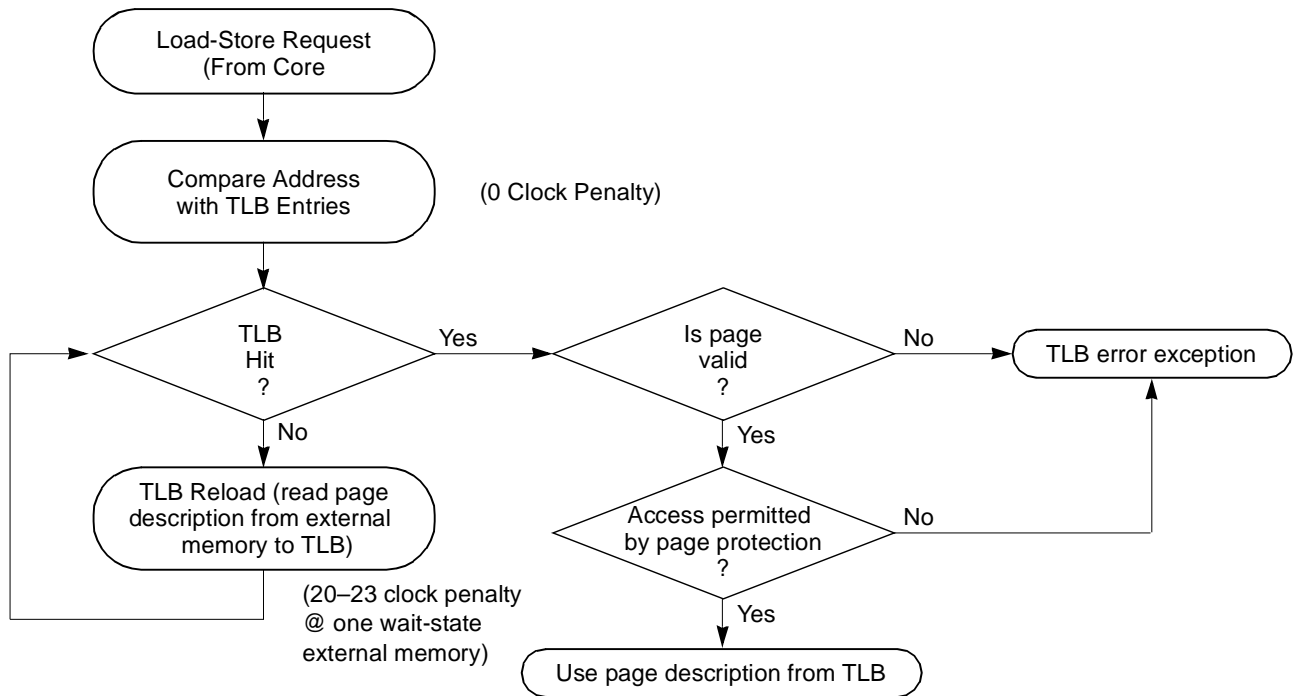 Load-Store Request
(From Core
Compare Address
with TLB Entries
(0 Clock Penalty)
TLB
Hit
?
Yes
No
Is page
valid
?
No
TLB error exception
Yes
TLB Reload (read page
description from external
memory to TLB)
(20–23 clock penalty
@ one wait-state
external memory)
Access permitted
by page protection
?
No
Yes
Use page description from TLB